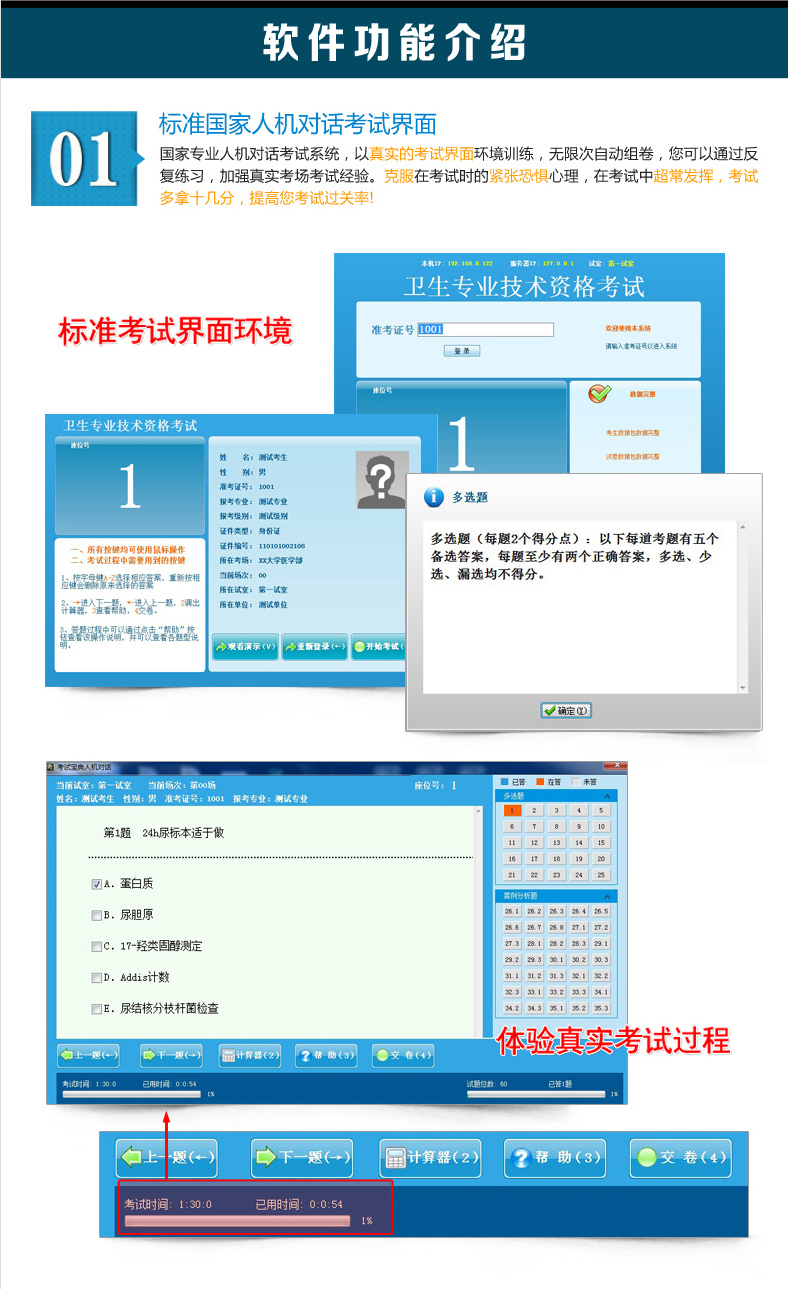 软件功能介绍
01
标准国家人机对话考试界面
国家专业人机对话考试系统，以真实的考试界面环境训练，无限次自动组卷，您可以通过反
复练习，加强真实考场考试经验。克服在考试时的紧张恐惧心理，在考试中超常发挥，考试
多拿十几分，提高您考试过关率!
标准考试界面环境
本机IP: 192.168.0.122 服务器IP: 127.0.0.1 试室: 第一试室
卫生专业技术资格考试
准考证号 1001
登录
欢迎使用本系统
请输入准考证号以进入系统
座位号
1
数据完整
考生数据包数据完整
试卷数据包数据完整
卫生专业技术资格考试
座位号
1
一、所有按键均可使用鼠标操作
二、考试过程中需要用到的按键
1、按字母键A-Z选择相应答案，重新按相
应键会删除原来选择的答案
2、→进入下一题，←进入上一题，2调出
计算器，3查看帮助，4交卷。
3、答题过程中可以通过点击“帮助”按
钮查看该操作说明，并可以查看各题型说
明。
姓 名: 测试考生
性 别: 男
准考证号: 1001
报考专业: 测试专业
报考级别: 测试级别
证件类型: 身份证
证件编号: 110101002106
所在考场: XX大学医学部
当前场次: 00
所在试室: 第一试室
所在单位: 测试单位
观看演示(V) 重新登录(←) 开始考试(
多选题
多选题（每题2个得分点）：以下每道考题有五个
备选答案，每题至少有两个正确答案，多选、少
选、漏选均不得分。
确定(Y)
考试宝典人机对话
当前试室: 第一试室 当前场次: 第00场 座位号: 1
姓名: 测试考生 性别: 男 准考证号: 1001 报考专业: 测试专业
第1题 24h尿标本适于做
A. 蛋白质
B. 尿胆原
C. 17-羟类固醇测定
D. Addis计数
E. 尿结核分枝杆菌检查
已答 在答 未答
多选题
1 2 3 4 5
6 7 8 9 10
11 12 13 14 15
16 17 18 19 20
21 22 23 24 25
案例分析题
26.1 26.2 26.3 26.4 26.5
26.6 26.7 26.8 27.1 27.2
27.3 28.1 28.2 28.3 29.1
29.2 29.3 30.1 30.2 30.3
31.1 31.2 31.3 32.1 32.2
32.3 33.1 33.2 33.3 34.1
34.2 34.3 35.1 35.2 35.3
体验真实考试过程
上一题(←) 下一题(→) 计算器(2) 帮 助(3) 交 卷(4)
考试时间: 1:30:0 已用时间: 0:0:54 试题总数: 60 已答1题
1% 1%
上一题(←) 下一题(→) 计算器(2) 帮 助(3) 交 卷(4)
考试时间: 1:30:0 已用时间: 0:0:54
1%